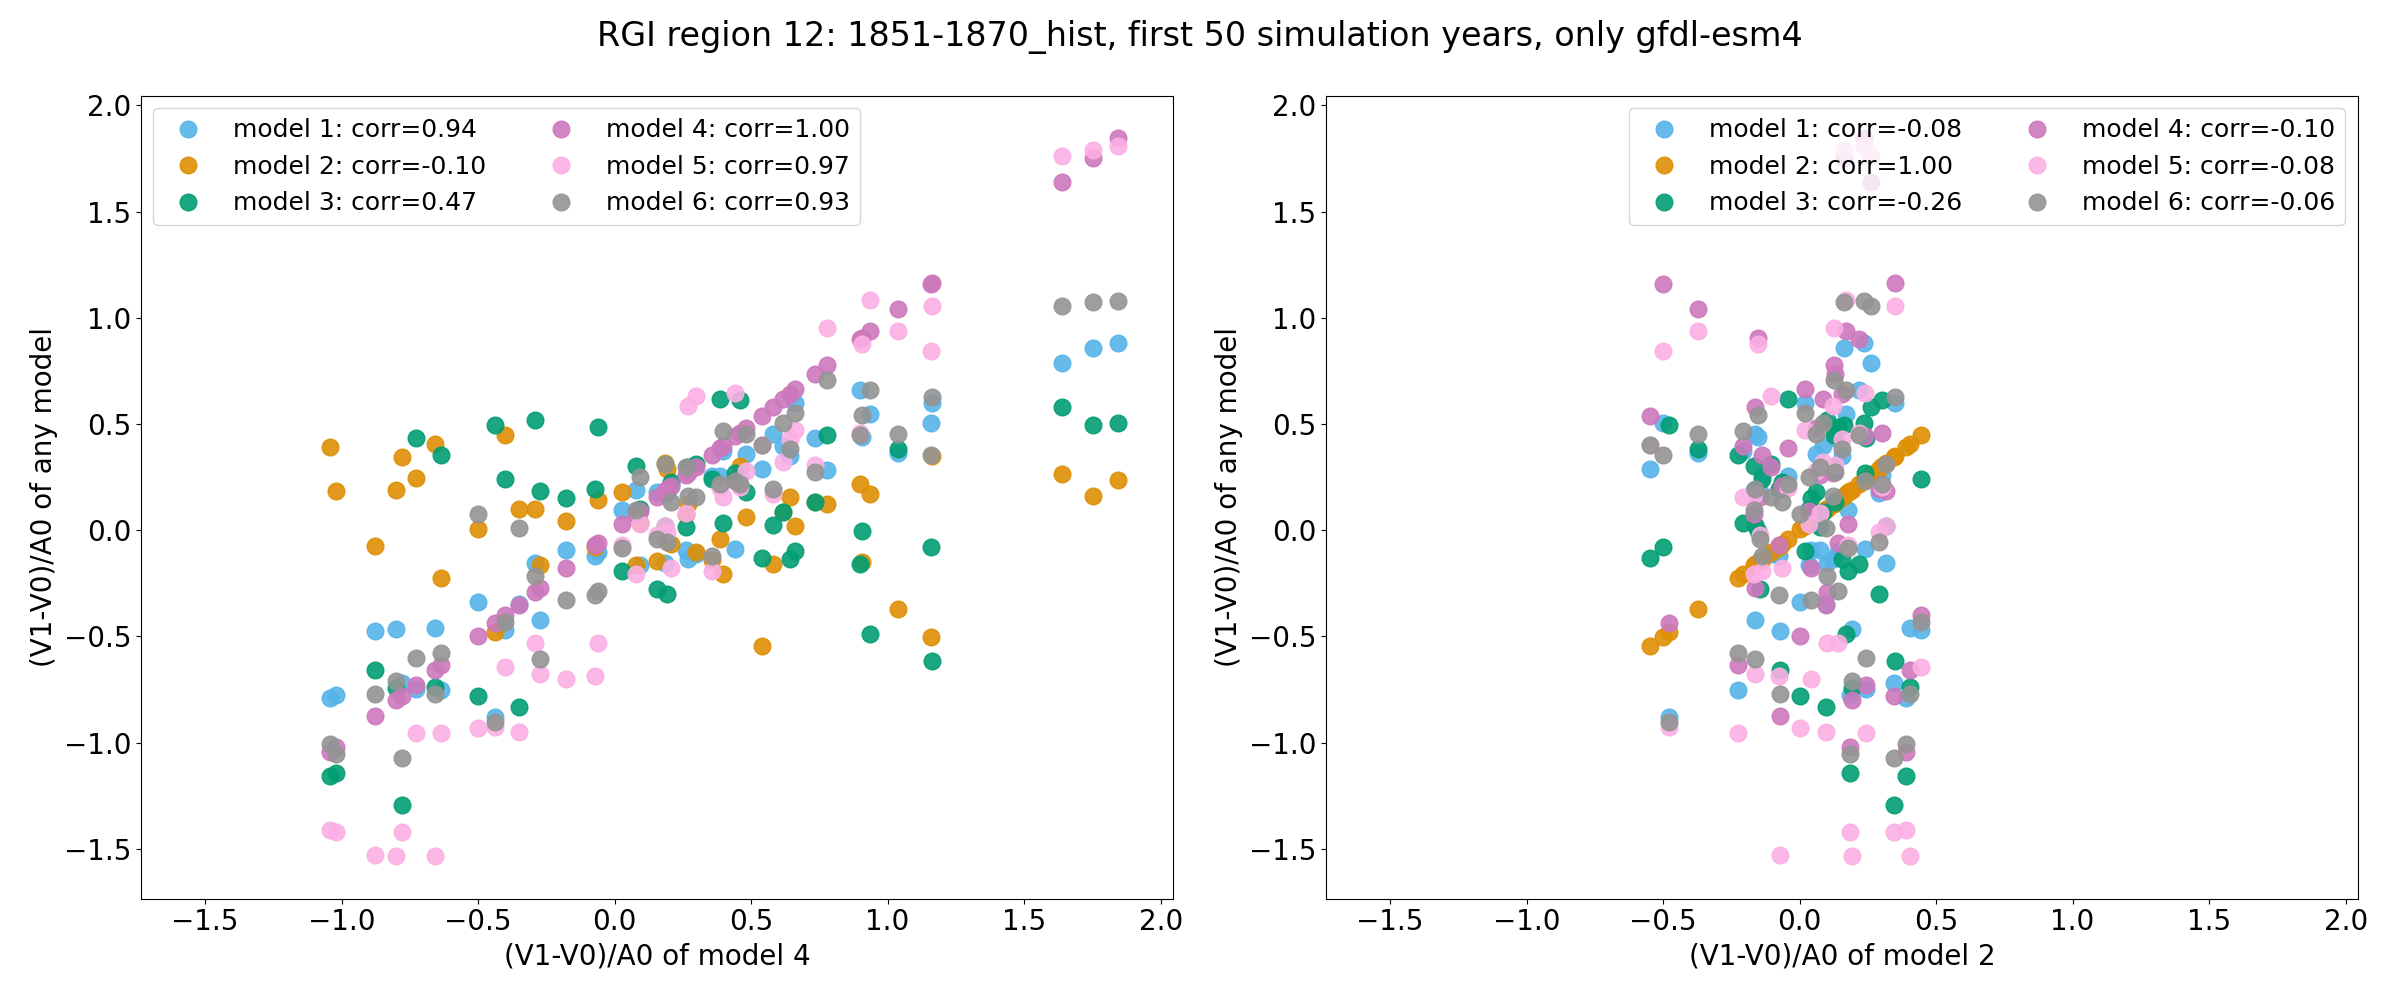 RGI region 12: 1851-1870_hist, first 50 simulation years, only gfdl-esm4
model 1: corr=0.94
model 2: corr=-0.10
model 3: corr=0.47
model 4: corr=1.00
model 5: corr=0.97
model 6: corr=0.93
2.0
1.5
1.0
0.5
0.0
−0.5
−1.0
−1.5
(V1-V0)/A0 of any model
−1.5 −1.0 −0.5 0.0 0.5 1.0 1.5 2.0
(V1-V0)/A0 of model 4
model 1: corr=-0.08
model 2: corr=1.00
model 3: corr=-0.26
model 4: corr=-0.10
model 5: corr=-0.08
model 6: corr=-0.06
2.0
1.5
1.0
0.5
0.0
−0.5
−1.0
−1.5
(V1-V0)/A0 of any model
−1.5 −1.0 −0.5 0.0 0.5 1.0 1.5 2.0
(V1-V0)/A0 of model 2